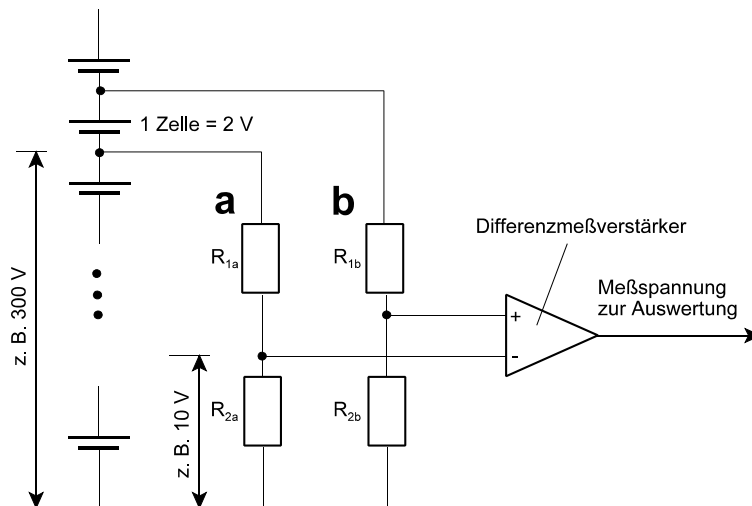 1 Zelle = 2 V
a
b
Differenzmeßverstärker
R1a
R1b
Meßspannung
zur Auswertung
+
-
z. B. 300 V
z. B. 10 V
R2a
R2b